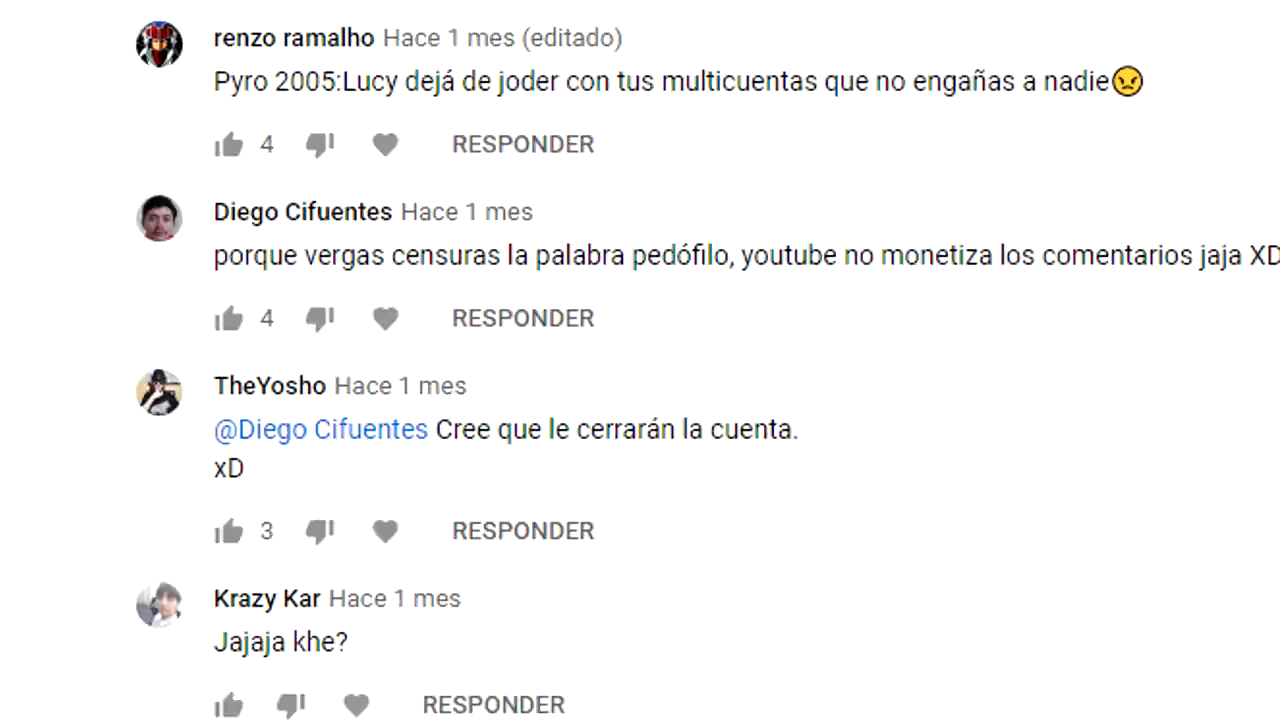 renzo ramalho Hace 1 mes (editado)
Pyro 2005:Lucy dejá de joder con tus multicuentas que no engañas a nadie😠
4 RESPONDER
Diego Cifuentes Hace 1 mes
porque vergas censuras la palabra pedófilo, youtube no monetiza los comentarios jaja XD
4 RESPONDER
TheYosho Hace 1 mes
@Diego Cifuentes Cree que le cerrarán la cuenta.
xD
3 RESPONDER
Krazy Kar Hace 1 mes
Jajaja khe?
RESPONDER